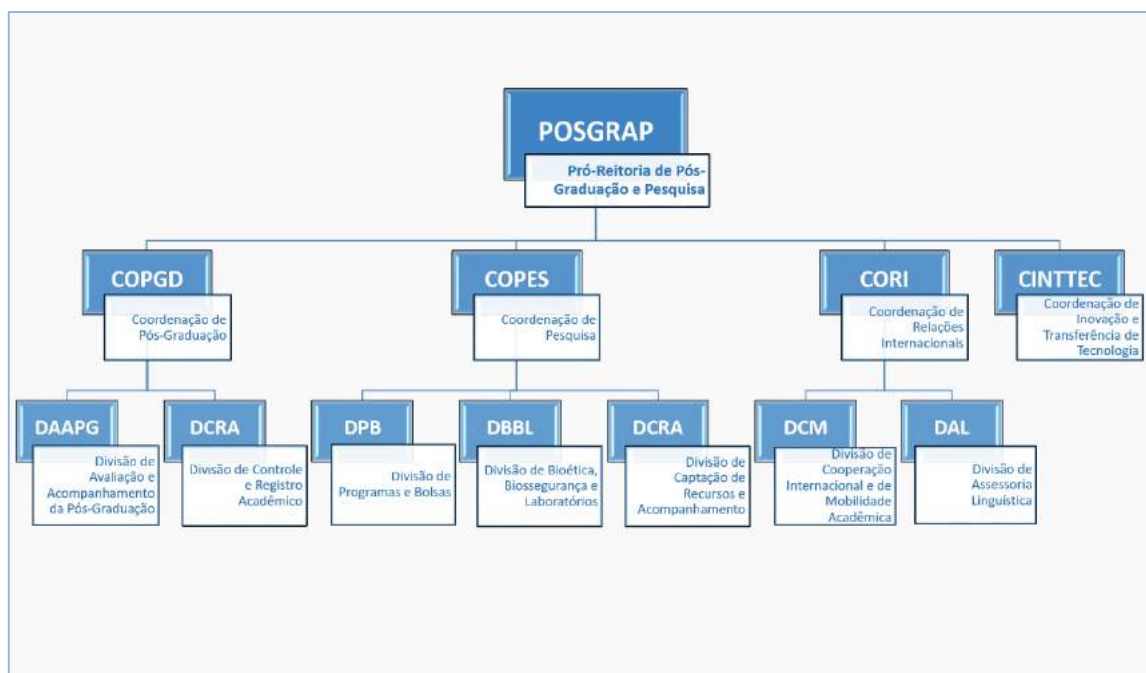 POSGRAP
Pró-Reitoria de Pós-
Graduação e Pesquisa
COPGD
Coordenação de
Pós-Graduação
COPES
Coordenação de
Pesquisa
CORI
Coordenação de
Relações
Internacionais
CINTTEC
Coordenação de
Inovação e
Transferência de
Tecnologia
DAAPG
Divisão de
Avaliação e
Acompanhamento
da Pós-Graduação
DCRA
Divisão de Controle
e Registro
Acadêmico
DPB
Divisão de
Programas e Bolsas
DBBL
Divisão de Bioética,
Biossegurança e
Laboratórios
DCRA
Divisão de
Captação de
Recursos e
Acompanhamento
DCM
Divisão de
Cooperação
Internacional e de
Mobilidade
Acadêmica
DAL
Divisão de
Assessoria
Linguística